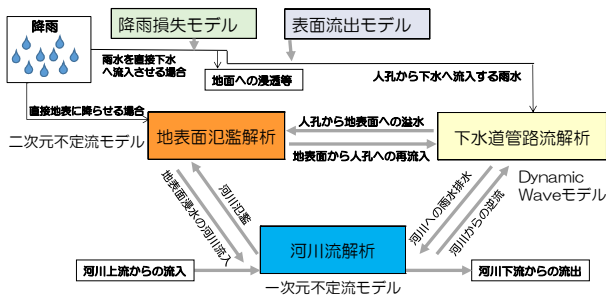 降雨
降雨損失モデル
表面流出モデル
雨水を直接下水
へ流入させる場合
地面への浸透等
人孔から下水へ流入する雨水
直接地表に降らせる場合
二次元不定流モデル
地表面氾濫解析
人孔から地表面への溢水
地表面から人孔への再流入
下水道管路流解析
Dynamic
Waveモデル
地表面浸水の河川流入
河川氾濫
河川への雨水排水
河川からの逆流
河川上流からの流入
河川流解析
河川下流からの流出
一次元不定流モデル